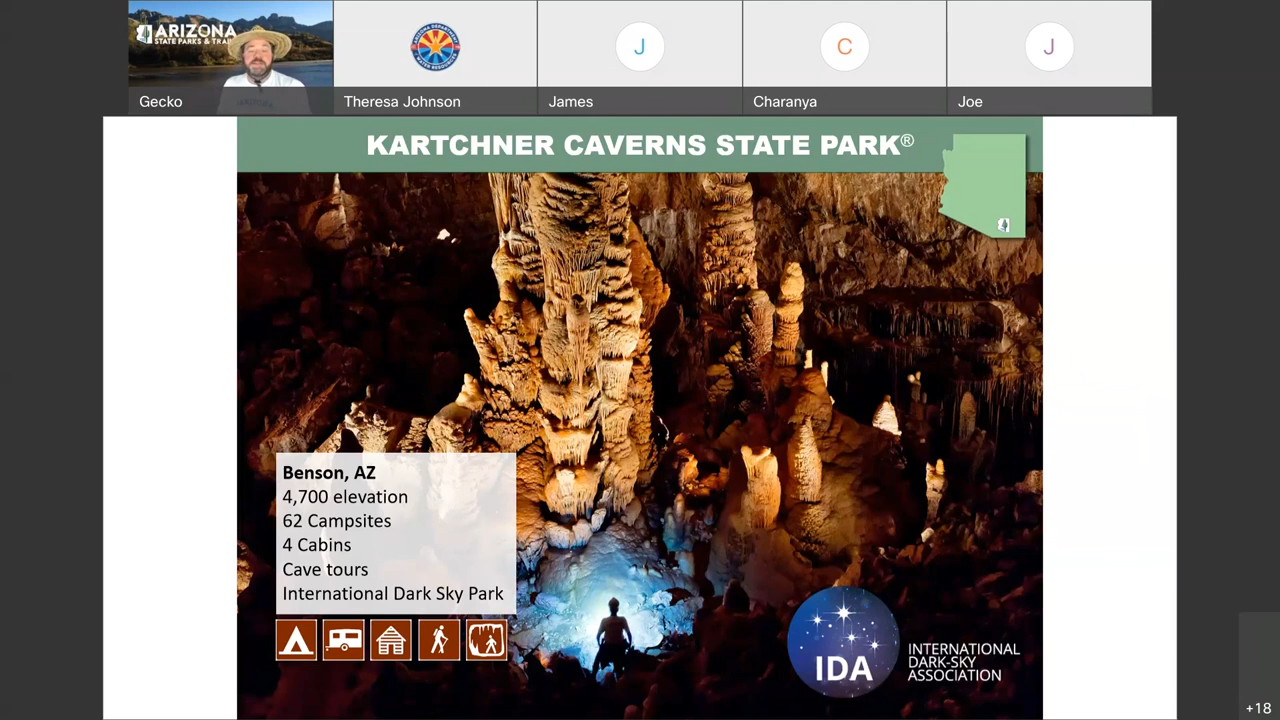 ARIZONA
STATE PARKS & TRAI
Gecko
Theresa Johnson
J
James
C
Charanya
J
Joe
KARTCHNER CAVERNS STATE PARK®
Benson, AZ
4,700 elevation
62 Campsites
4 Cabins
Cave tours
International Dark Sky Park
IDA
INTERNATIONAL
DARK-SKY
ASSOCIATION
+18